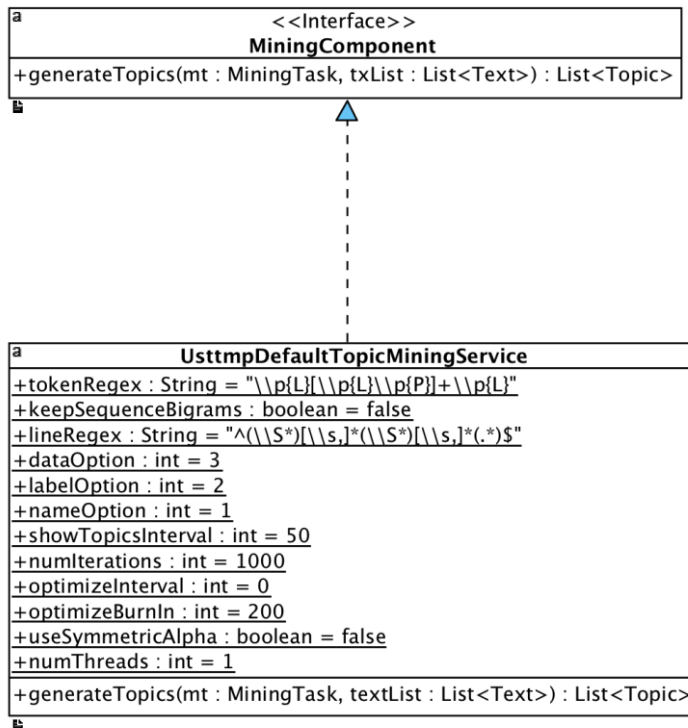 a
<<Interface>>
MiningComponent
+generateTopics(mt : MiningTask, txList : List<Text>) : List<Topic>
a
UsttmpDefaultTopicMiningService
+tokenRegex : String = "\\p{L}[\\p{L}\\p{P}]+\\p{L}"
+keepSequenceBigrams : boolean = false
+lineRegex : String = "^(\\S*)[\\s,]*(\\S*)[\\s,]*(.*)$"
+dataOption : int = 3
+labelOption : int = 2
+nameOption : int = 1
+showTopicsInterval : int = 50
+numIterations : int = 1000
+optimizeInterval : int = 0
+optimizeBurnIn : int = 200
+useSymmetricAlpha : boolean = false
+numThreads : int = 1
+generateTopics(mt : MiningTask, textList : List<Text>) : List<Topic>